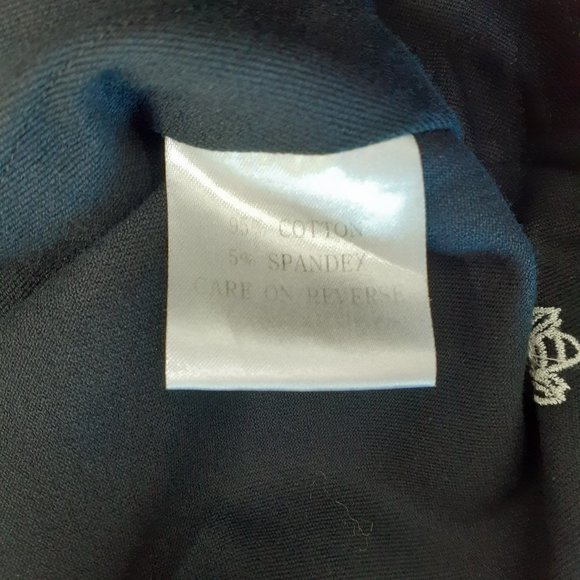 95% COTTON
5% SPANDEX
CARE ON REVERSE